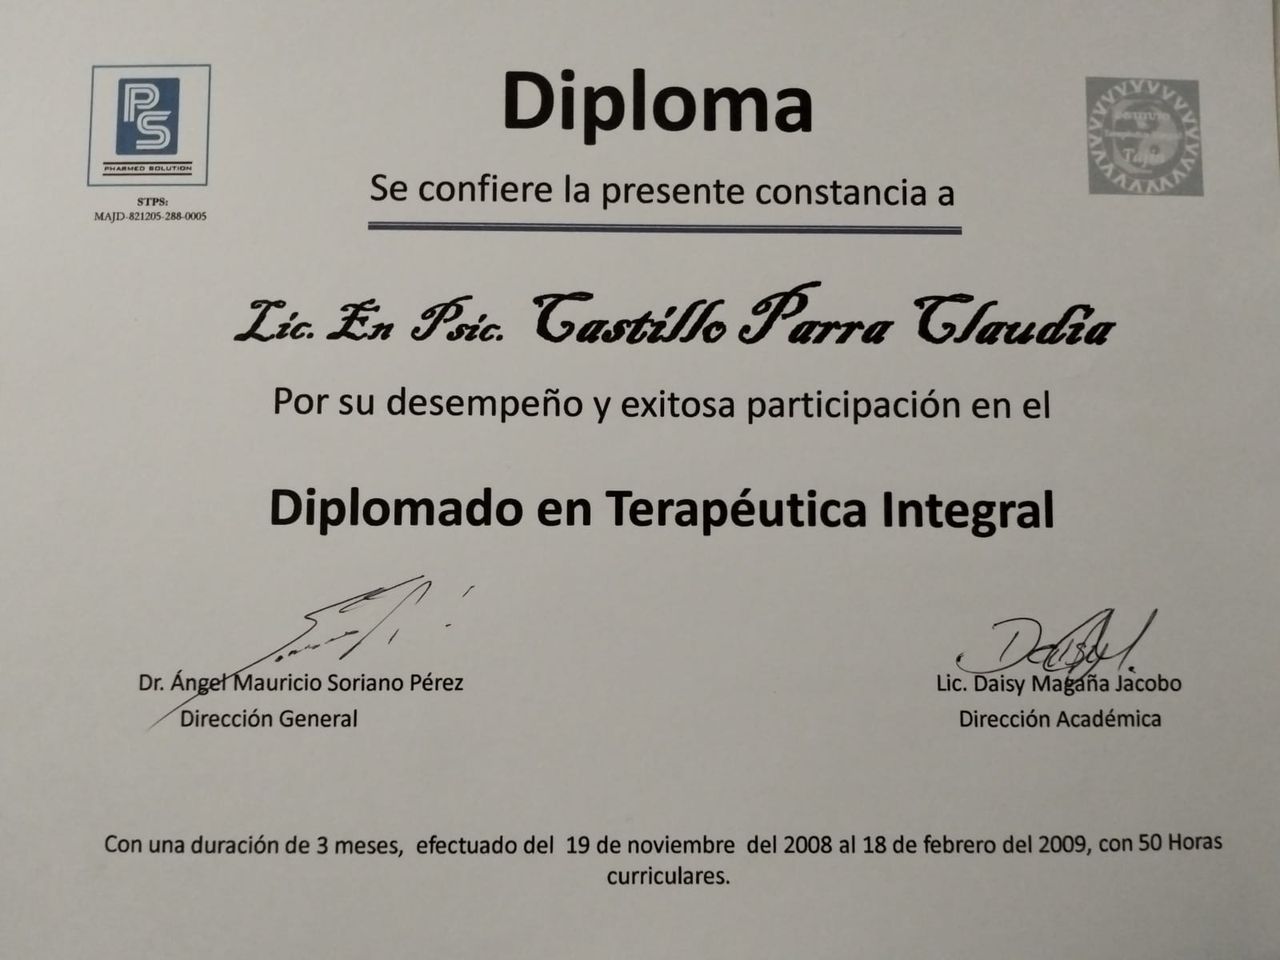 PS
PHARMED SOLUTION
STPS:
MAJD-821205-288-0005
Diploma
Se confiere la presente constancia a
Lic. En Psic. Castillo Parra Claudia
Por su desempeño y exitosa participación en el
Diplomado en Terapéutica Integral
Dr. Ángel Mauricio Soriano Pérez
Dirección General
Lic. Daisy Magaña Jacobo
Dirección Académica
Con una duración de 3 meses, efectuado del 19 de noviembre del 2008 al 18 de febrero del 2009, con 50 Horas
curriculares.